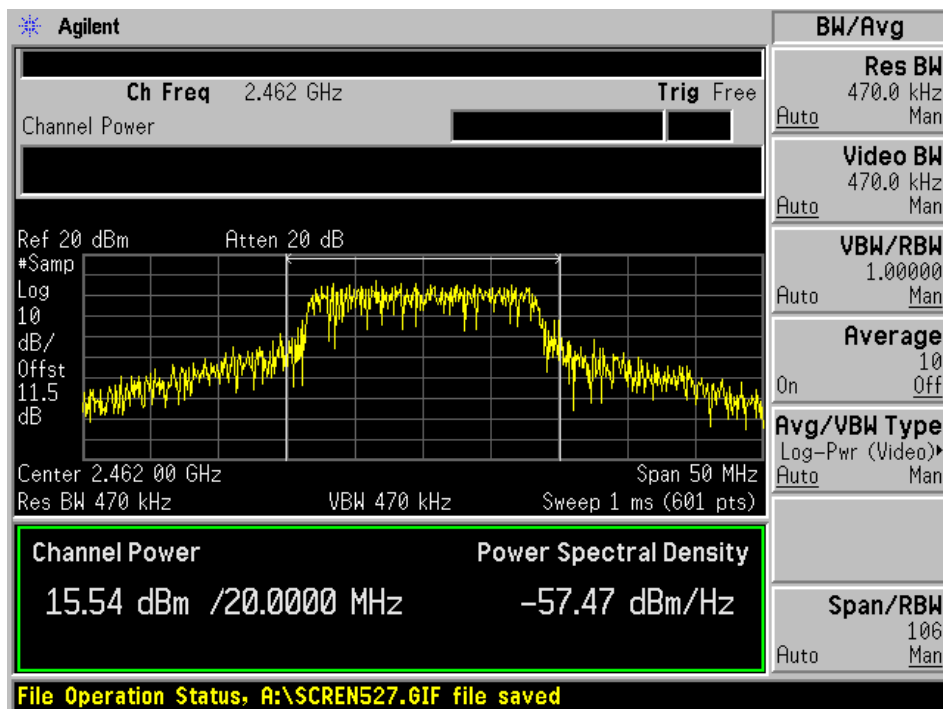 Agilent
Ch Freq 2.462 GHz Trig Free
Channel Power
Ref 20 dBm Atten 20 dB
#Samp
Log
10
dB/
Offst
11.5
dB
Center 2.462 00 GHz Span 50 MHz
Res BW 470 kHz VBW 470 kHz Sweep 1 ms (601 pts)
Channel Power Power Spectral Density
15.54 dBm /20.0000 MHz -57.47 dBm/Hz
File Operation Status, A:\SCREN527.GIF file saved
BW/Avg
Res BW
470.0 kHz
Auto Man
Video BW
470.0 kHz
Auto Man
VBW/RBW
1.00000
Auto Man
Average
10
On Off
Avg/VBW Type
Log-Pwr (Video)
Auto Man
Span/RBW
106
Auto Man